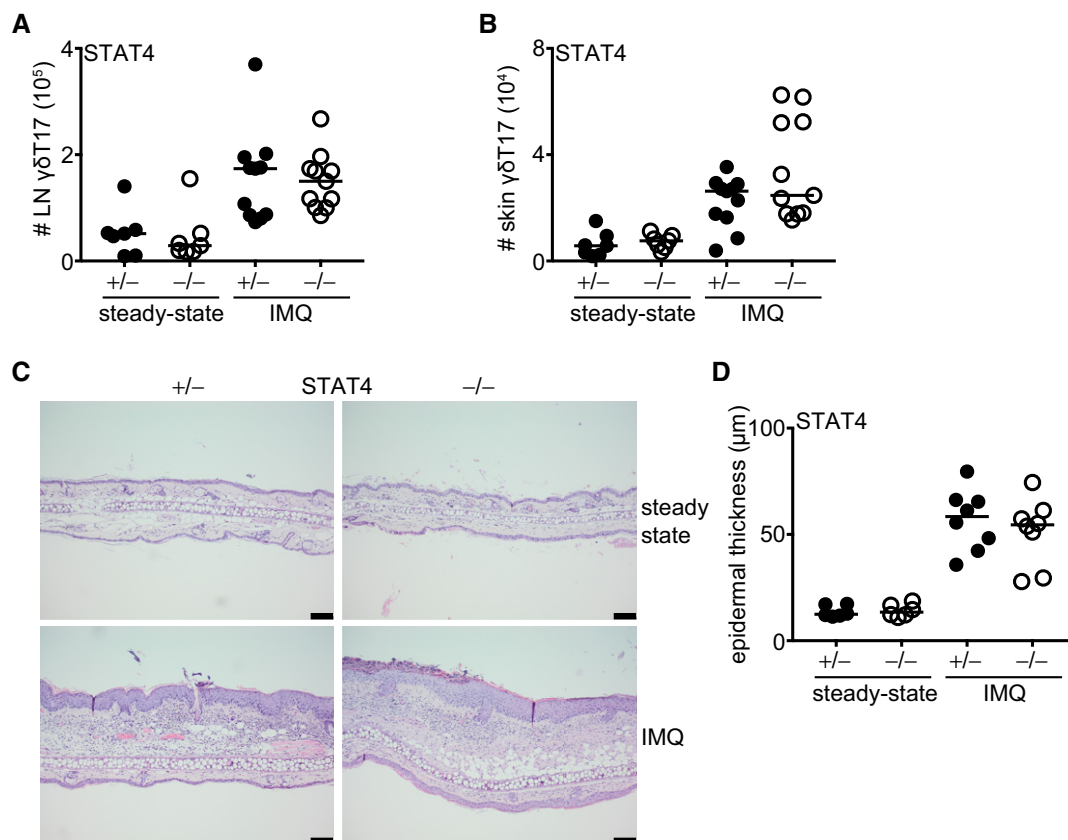 A
STAT4
# LN γδT17 (10⁵)
4
2
0
+/− −/− +/− −/−
steady-state IMQ
B
STAT4
# skin γδT17 (10⁴)
8
4
0
+/− −/− +/− −/−
steady-state IMQ
C
+/− STAT4 −/−
steady
state
IMQ
D
STAT4
epidermal thickness (μm)
100
50
0
+/− −/− +/− −/−
steady-state IMQ